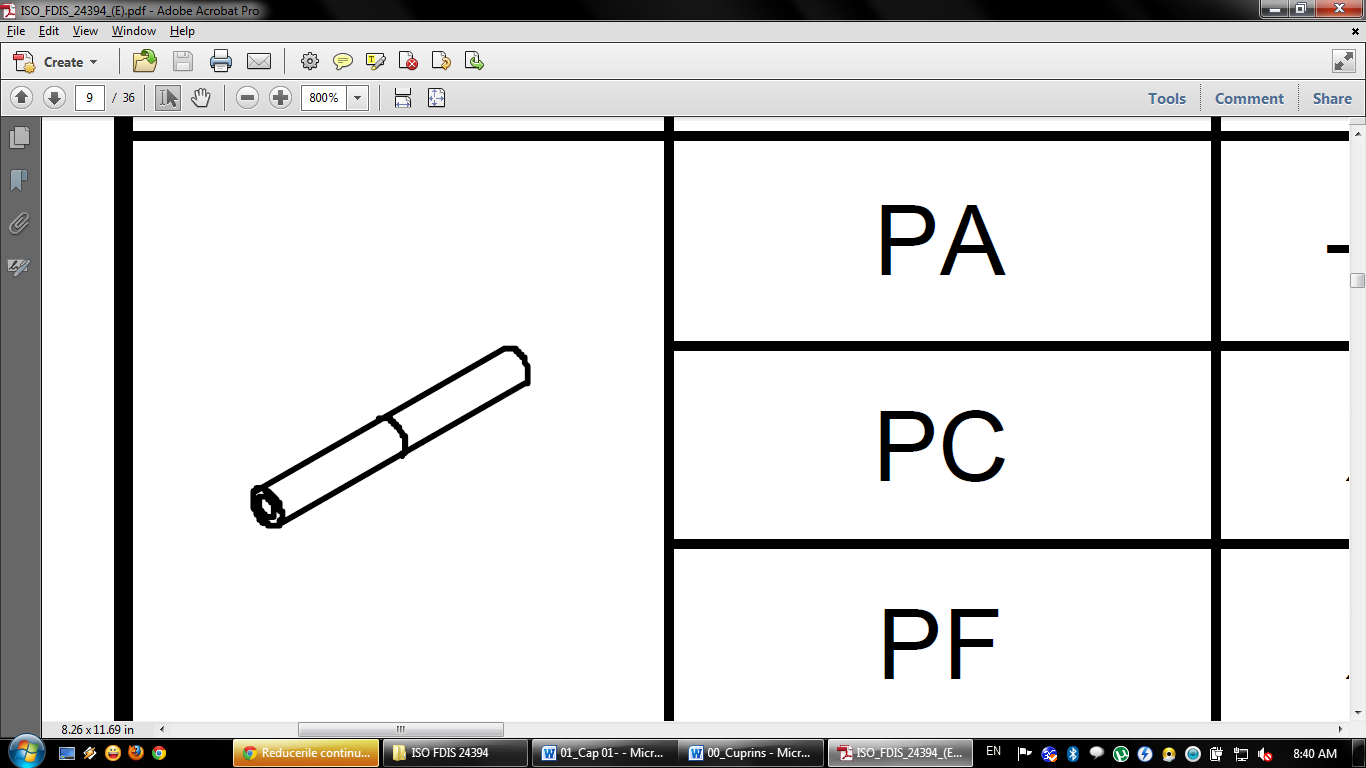 ISO_FDIS_24394_(E).pdf - Adobe Acrobat Pro
File Edit View Window Help
Create
9 / 36 800% Tools Comment Share
PA
PC
PF
8.26 x 11.69 in
Reducerile continu... ISO FDIS 24394 01_Cap 01- - Micr... 00_Cuprins - Micr... ISO_FDIS_24394_(E... EN 8:40 AM